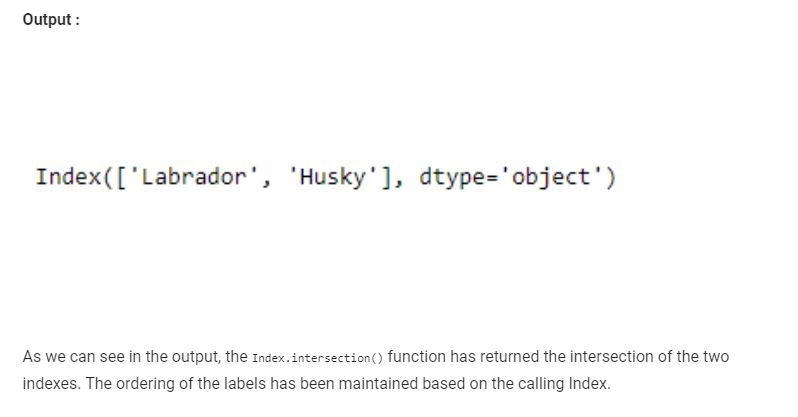 Output :
Index(['Labrador', 'Husky'], dtype='object')
As we can see in the output, the Index.intersection() function has returned the intersection of the two
indexes. The ordering of the labels has been maintained based on the calling Index.